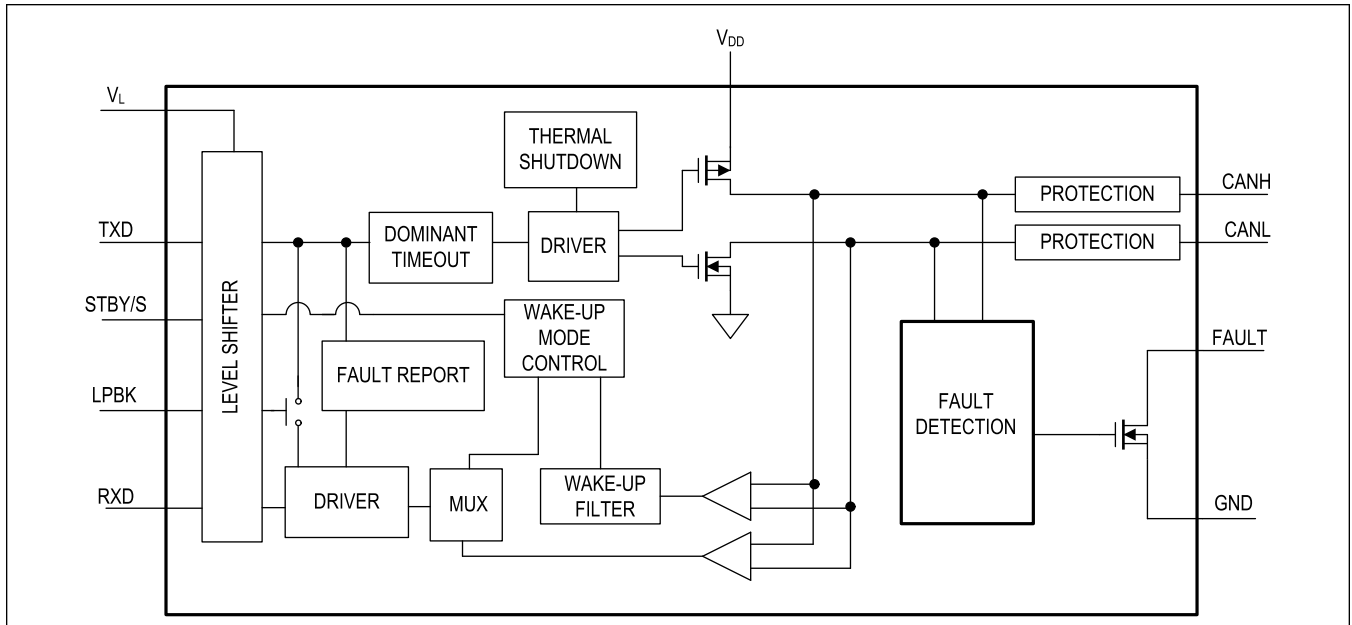 VDD
VL
THERMAL
SHUTDOWN
PROTECTION
CANH
TXD
DOMINANT
TIMEOUT
DRIVER
PROTECTION
CANL
STBY/S
LEVEL SHIFTER
WAKE-UP
MODE
CONTROL
FAULT
FAULT REPORT
LPBK
FAULT
DETECTION
RXD
DRIVER
MUX
WAKE-UP
FILTER
GND